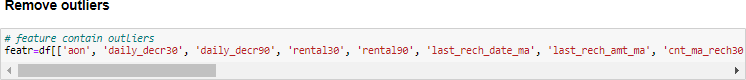 Remove outliers
# feature contain outliers
featr=df[['aon', 'daily_decr30', 'daily_decr90', 'rental30', 'rental90', 'last_rech_date_ma', 'last_rech_amt_ma', 'cnt_ma_rech30